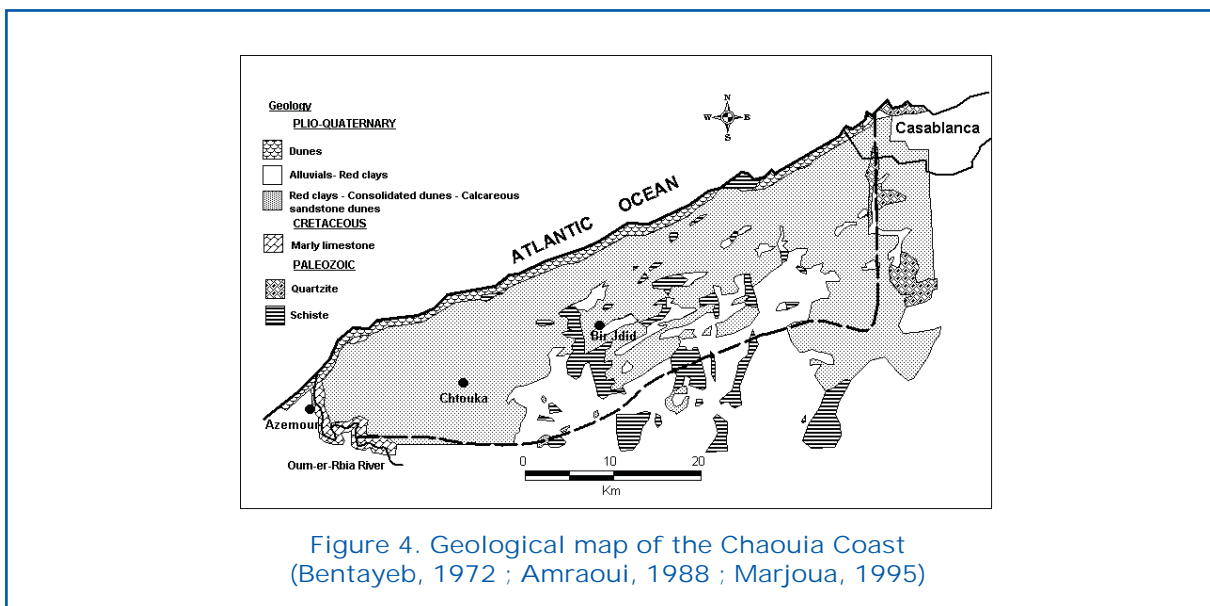 Geology
PLIO-QUATERNARY
Dunes
Alluvials- Red clays
Red clays - Consolidated dunes - Calcareous
sandstone dunes
CRETACEOUS
Marly limestone
PALEOZOIC
Quartzite
Schiste
N
W E
S
Casablanca
ATLANTIC OCEAN
Bir Jdid
Chtouka
Azemour
Oum-er-Rbia River
0 10 20
Km
Figure 4. Geological map of the Chaouia Coast
(Bentayeb, 1972 ; Amraoui, 1988 ; Marjoua, 1995)